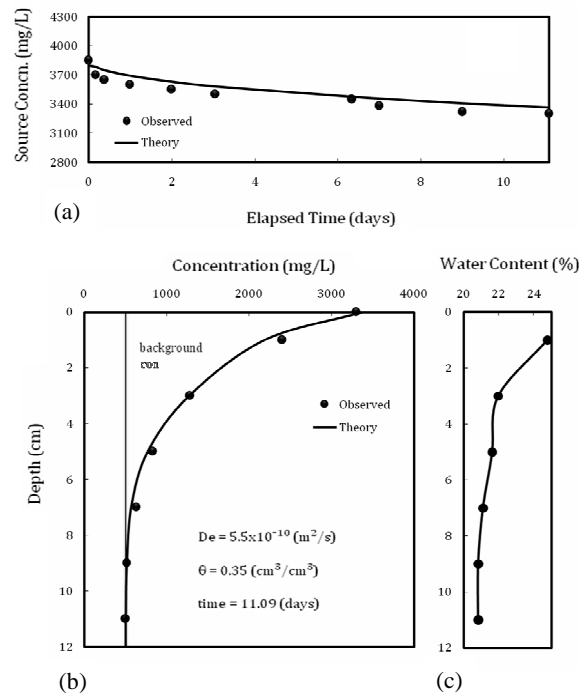 4300
3900
3700
3400
3100
2800
Source Concn. (mg/L)
Observed
Theory
0 2 4 6 8 10
(a)
Elapsed Time (days)
Concentration (mg/L)
0 1000 2000 3000 4000
0
2
4
6
8
10
12
Depth (cm)
background
con
Observed
Theory
De = 5.5x10⁻¹⁰ (m²/s)
θ = 0.35 (cm³/cm³)
time = 11.09 (days)
(b)
Water Content (%)
20 22 24
0
2
4
6
8
10
12
(c)